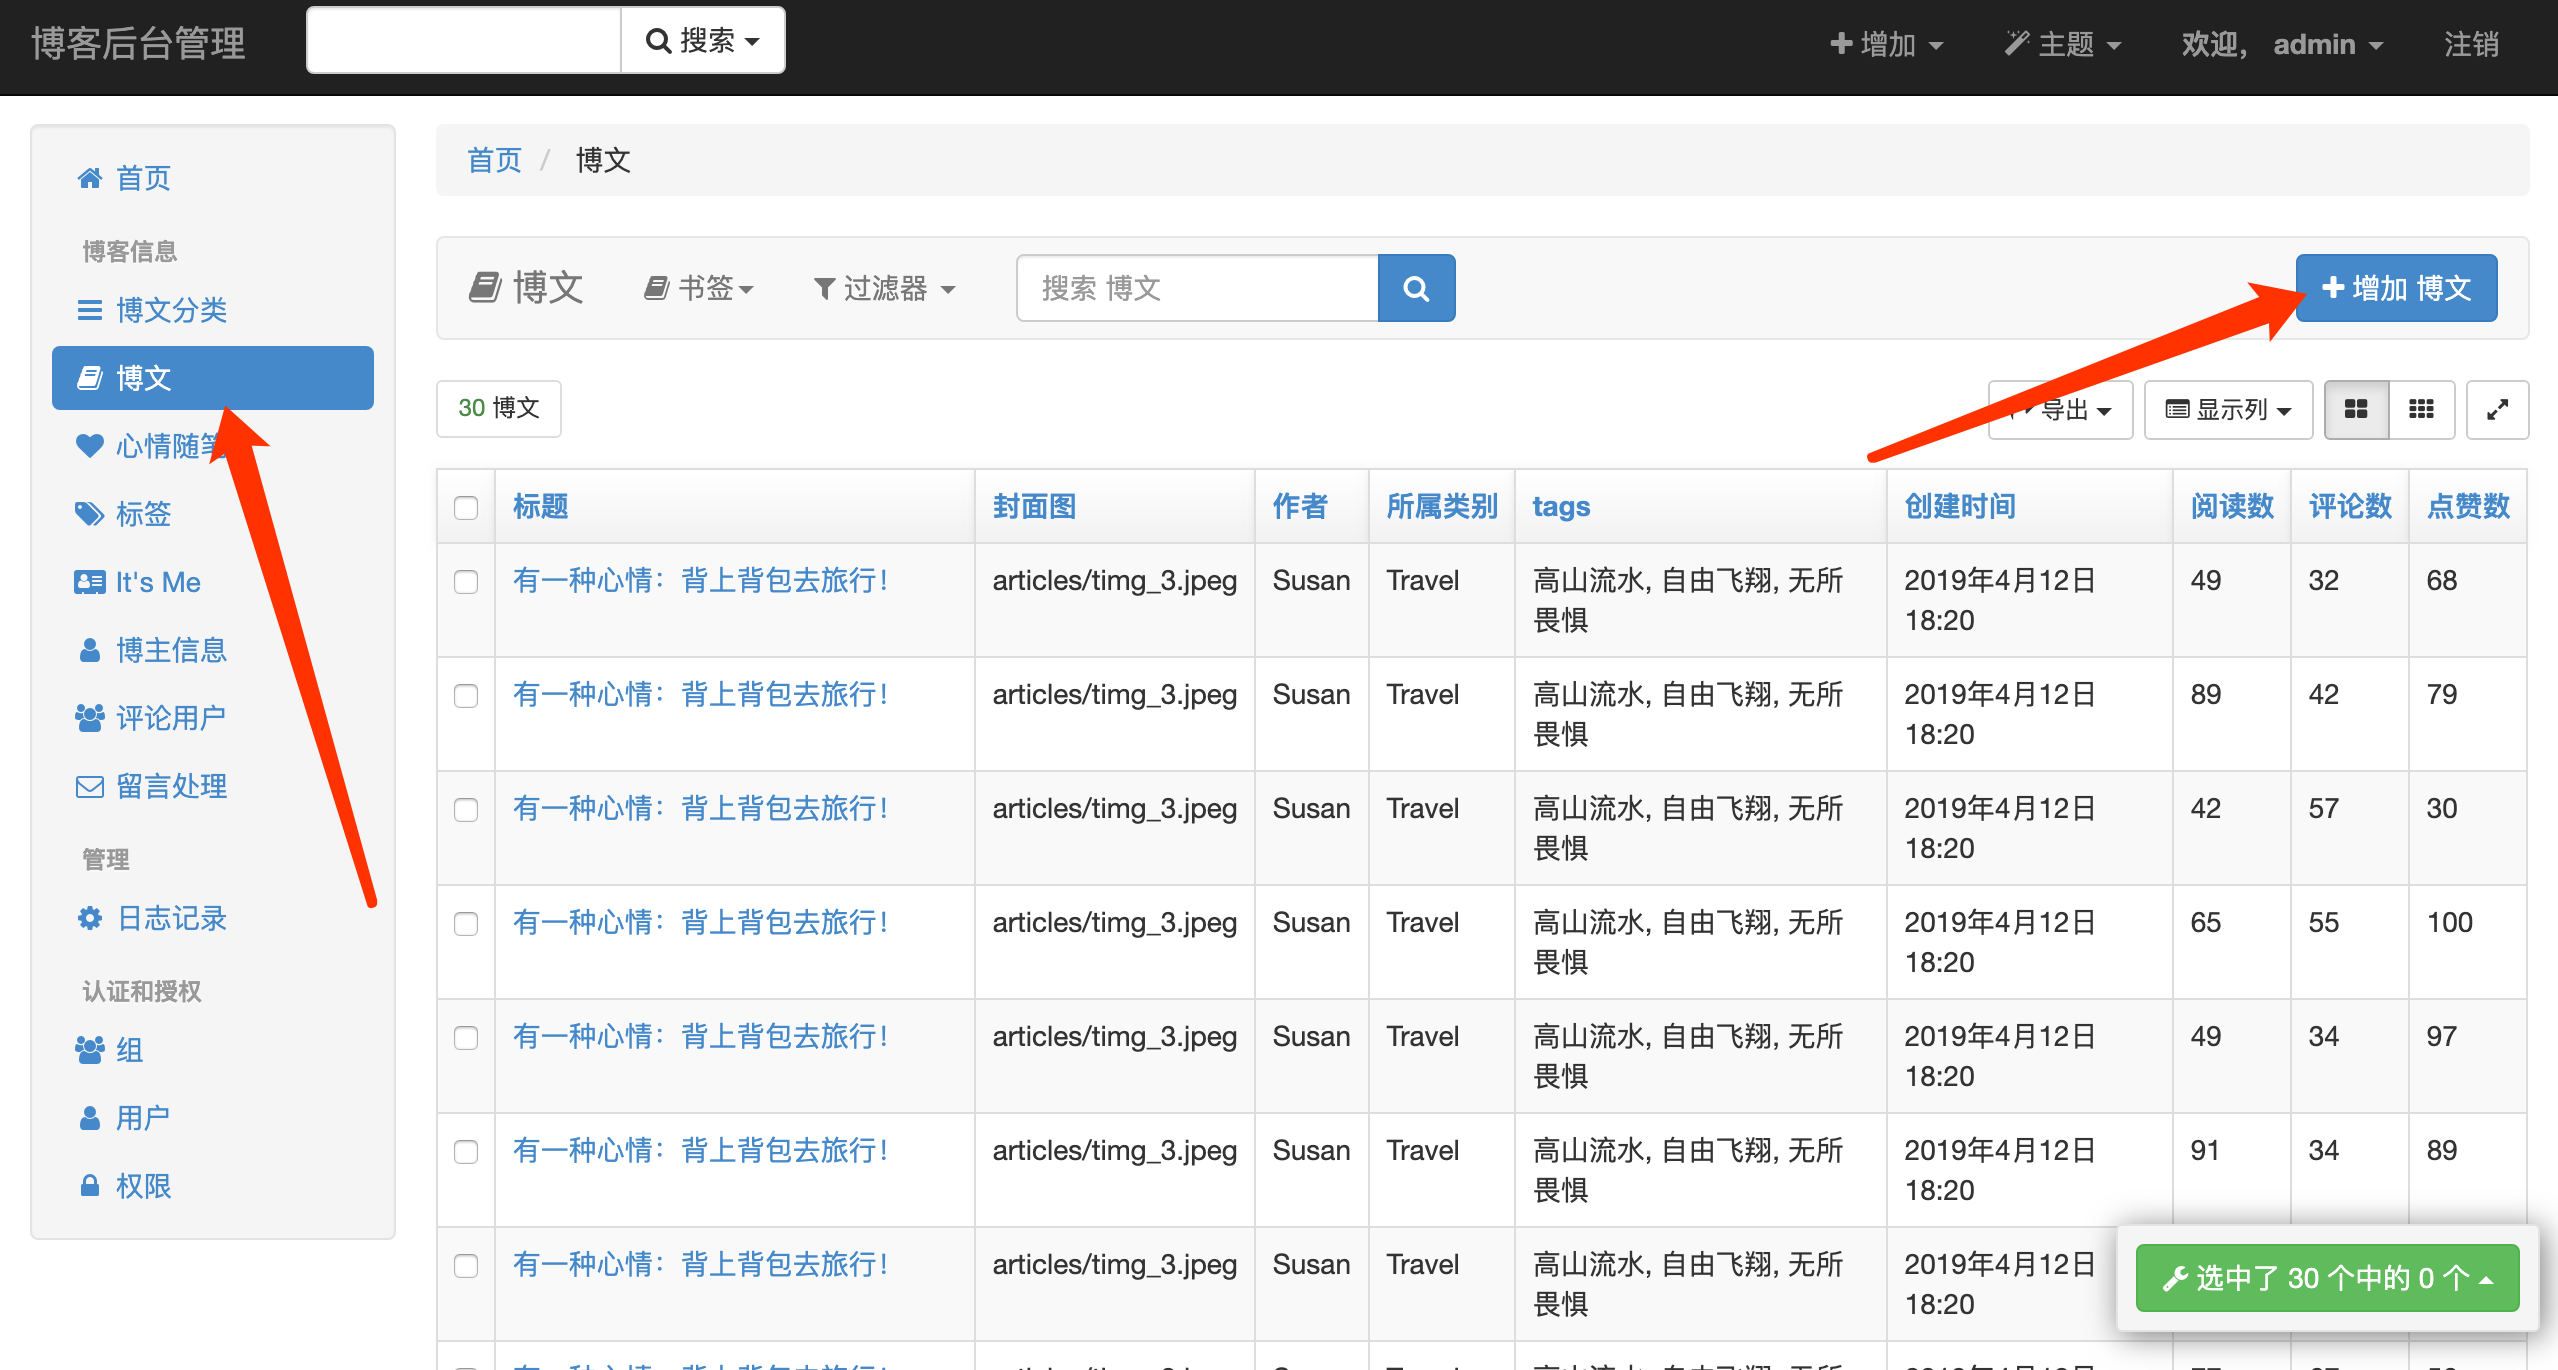 博客后台管理 搜索 增加 主题 欢迎， admin 注销
首页 / 博文
首页
博客信息
博文分类
博文
心情随笔
标签
It's Me
博主信息
评论用户
留言处理
管理
日志记录
认证和授权
组
用户
权限
博文 书签 过滤器 搜索 博文 增加 博文
30 博文 导出 显示列
标题 封面图 作者 所属类别 tags 创建时间 阅读数 评论数 点赞数
有一种心情：背上背包去旅行！ articles/timg_3.jpeg Susan Travel 高山流水, 自由飞翔, 无所 2019年4月12日 49 32 68
畏惧 18:20
有一种心情：背上背包去旅行！ articles/timg_3.jpeg Susan Travel 高山流水, 自由飞翔, 无所 2019年4月12日 89 42 79
畏惧 18:20
有一种心情：背上背包去旅行！ articles/timg_3.jpeg Susan Travel 高山流水, 自由飞翔, 无所 2019年4月12日 42 57 30
畏惧 18:20
有一种心情：背上背包去旅行！ articles/timg_3.jpeg Susan Travel 高山流水, 自由飞翔, 无所 2019年4月12日 65 55 100
畏惧 18:20
有一种心情：背上背包去旅行！ articles/timg_3.jpeg Susan Travel 高山流水, 自由飞翔, 无所 2019年4月12日 49 34 97
畏惧 18:20
有一种心情：背上背包去旅行！ articles/timg_3.jpeg Susan Travel 高山流水, 自由飞翔, 无所 2019年4月12日 91 34 89
畏惧 18:20
有一种心情：背上背包去旅行！ articles/timg_3.jpeg Susan Travel 高山流水, 自由飞翔, 无所 2019年4月12日
畏惧 18:20
选中了 30 个中的 0 个